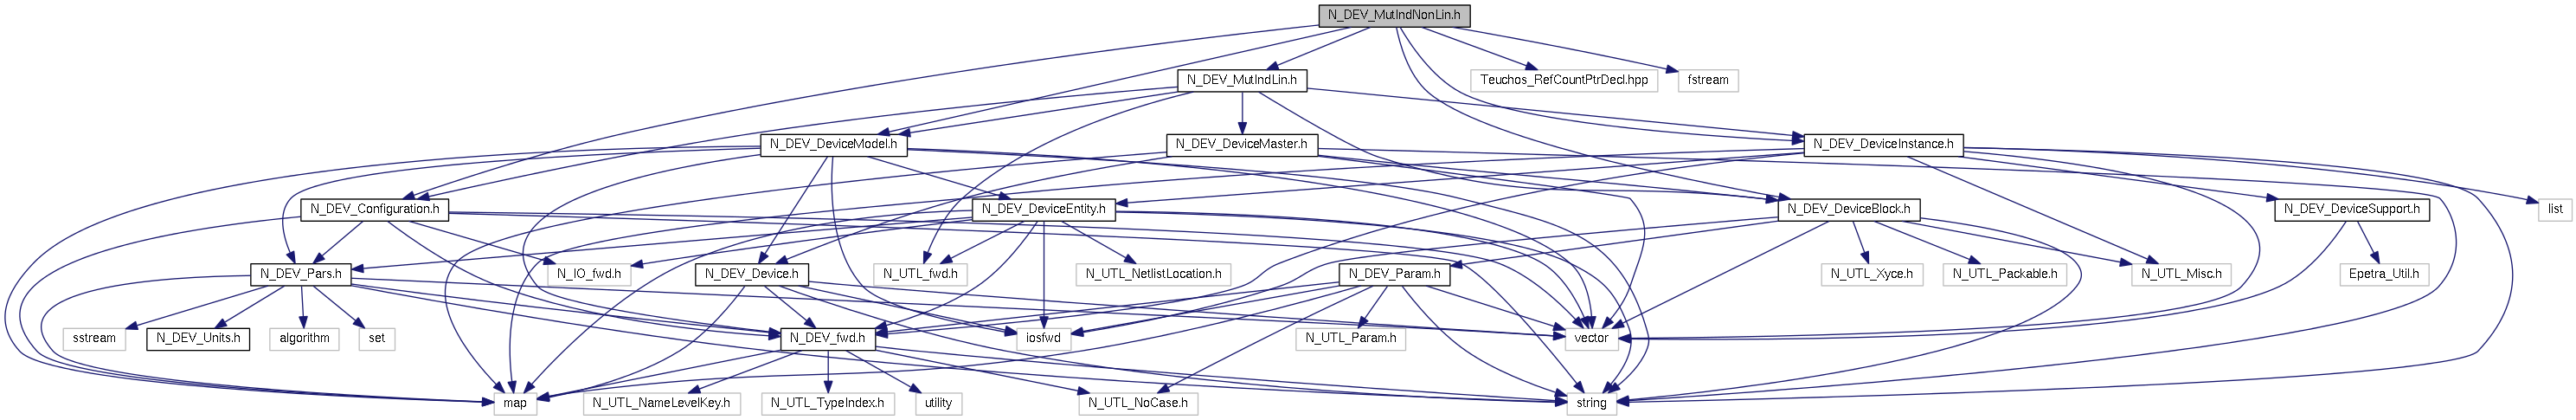 N_DEV_MutIndNonLin.h
N_DEV_MutIndLin.h
Teuchos_RefCountPtrDecl.hpp
fstream
N_DEV_DeviceModel.h
N_DEV_DeviceMaster.h
N_DEV_DeviceInstance.h
N_DEV_Configuration.h
N_DEV_DeviceEntity.h
N_DEV_DeviceBlock.h
N_DEV_DeviceSupport.h
list
N_DEV_Pars.h
N_IO_fwd.h
N_DEV_Device.h
N_UTL_fwd.h
N_UTL_NetlistLocation.h
N_DEV_Param.h
N_UTL_Xyce.h
N_UTL_Packable.h
N_UTL_Misc.h
Epetra_Util.h
sstream
N_DEV_Units.h
algorithm
set
N_DEV_fwd.h
iosfwd
N_UTL_Param.h
vector
map
N_UTL_NameLevelKey.h
N_UTL_TypeIndex.h
utility
N_UTL_NoCase.h
string